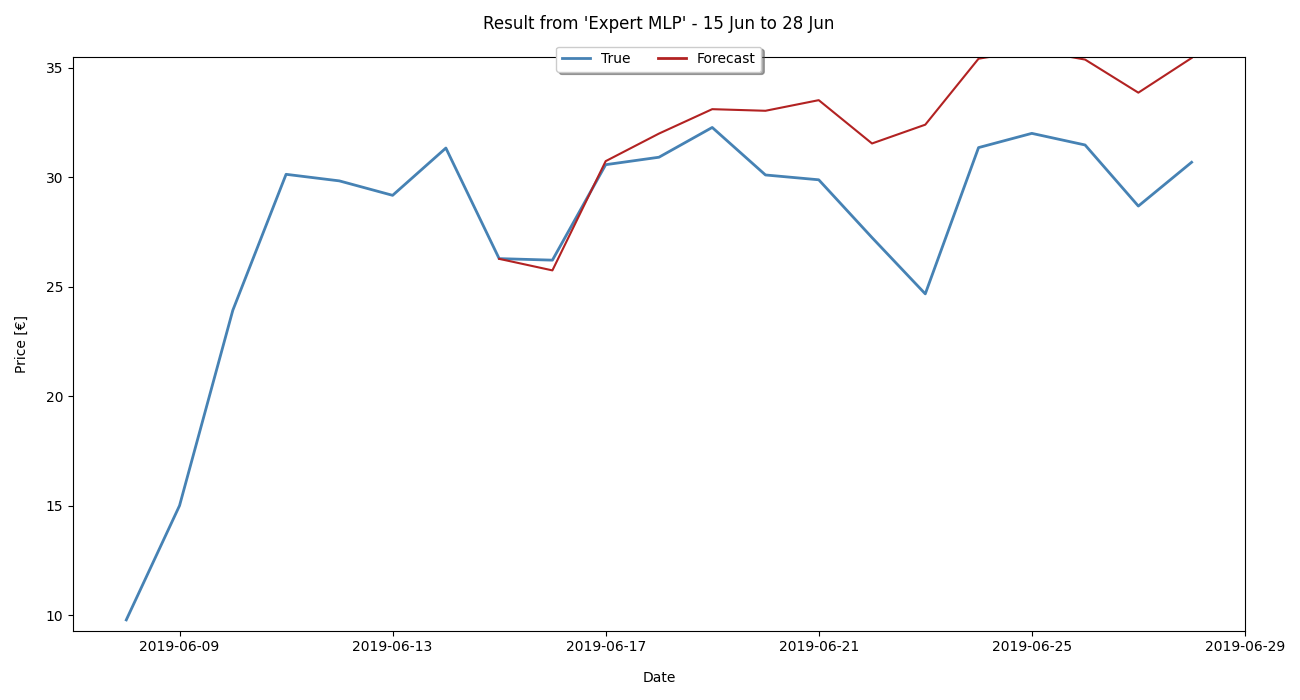 Result from 'Expert MLP' - 15 Jun to 28 Jun
True Forecast
35
30
25
20
15
10
Price [€]
2019-06-09 2019-06-13 2019-06-17 2019-06-21 2019-06-25 2019-06-29
Date